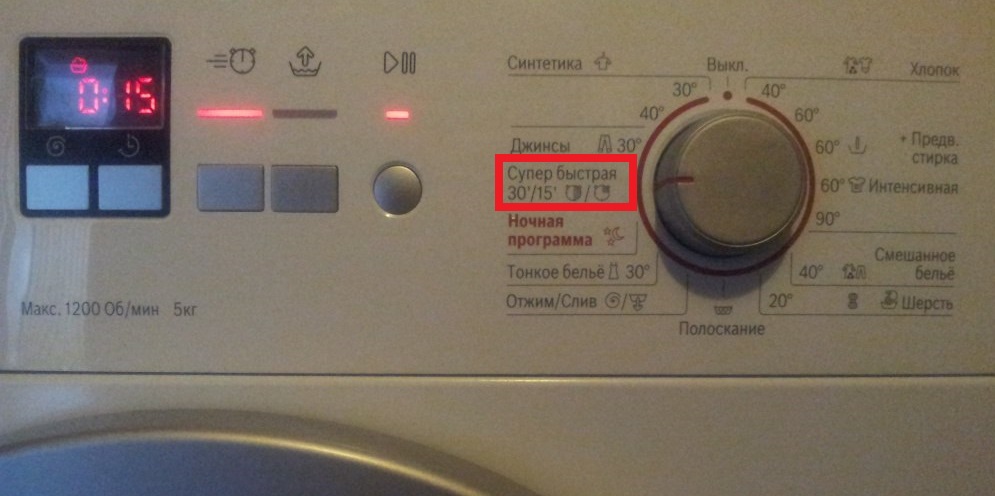 0:15
Макс. 1200 Об/мин 5кг
Синтетика
30°
40°
Джинсы 30°
Супер быстрая
30'/15' /
Ночная
программа
Тонкое бельё 30°
Отжим/Слив /
Выкл.
Хлопок
40°
60°
60° + Предв.
стирка
60° Интенсивная
90°
Смешанное
40° бельё
20° Шерсть
Полоскание